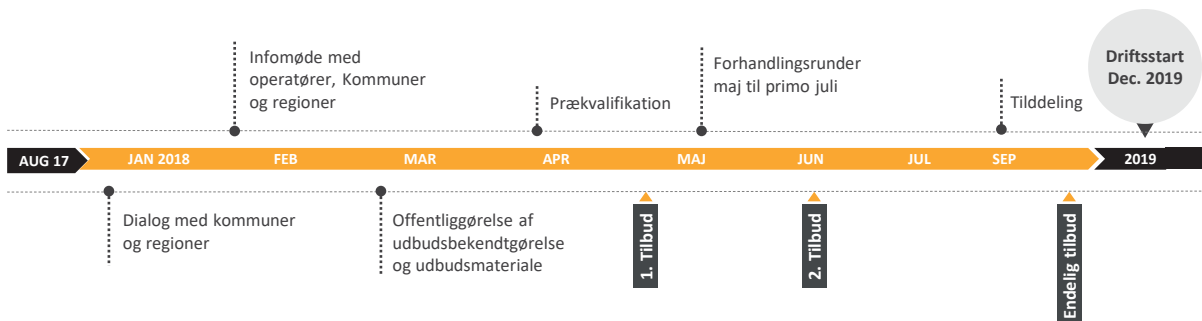 Infomøde med
operatører, Kommuner
og regioner
Prækvalifikation
Forhandlingsrunder
maj til primo juli
Tilddeling
Driftsstart
Dec. 2019
AUG 17
JAN 2018
FEB
MAR
APR
MAJ
JUN
JUL
SEP
2019
Dialog med kommuner
og regioner
Offentliggørelse af
udbudsbekendtgørelse
og udbudsmateriale
1. Tilbud
2. Tilbud
Endelig tilbud